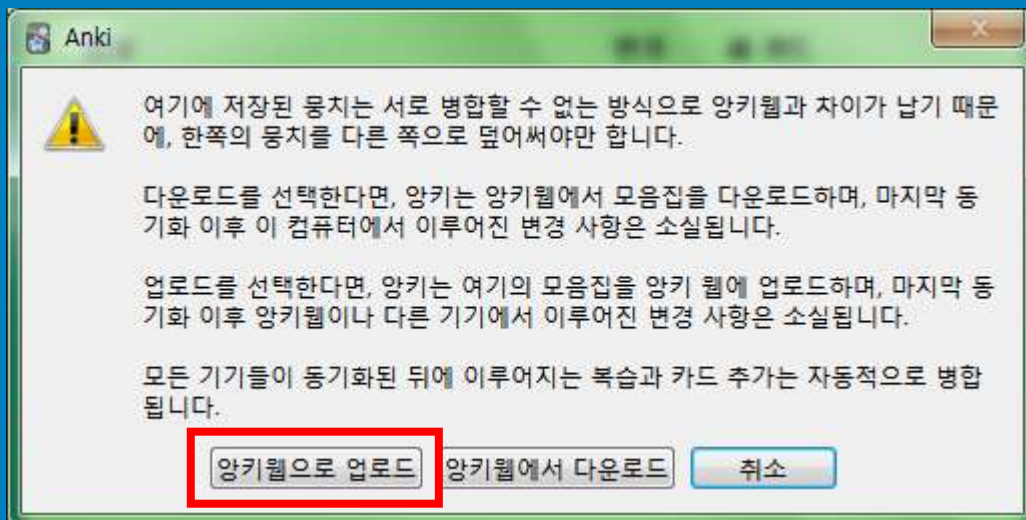 Anki
여기에 저장된 뭉치는 서로 병합할 수 없는 방식으로 앙키웹과 차이가 납기 때문
에, 한쪽의 뭉치를 다른 쪽으로 덮어써야만 합니다.
다운로드를 선택한다면, 앙키는 앙키웹에서 모음집을 다운로드하며, 마지막 동
기화 이후 이 컴퓨터에서 이루어진 변경 사항은 소실됩니다.
업로드를 선택한다면, 앙키는 여기의 모음집을 앙키 웹에 업로드하며, 마지막 동
기화 이후 앙키웹이나 다른 기기에서 이루어진 변경 사항은 소실됩니다.
모든 기기들이 동기화된 뒤에 이루어지는 복습과 카드 추가는 자동적으로 병합
됩니다.
앙키웹으로 업로드 앙키웹에서 다운로드 취소